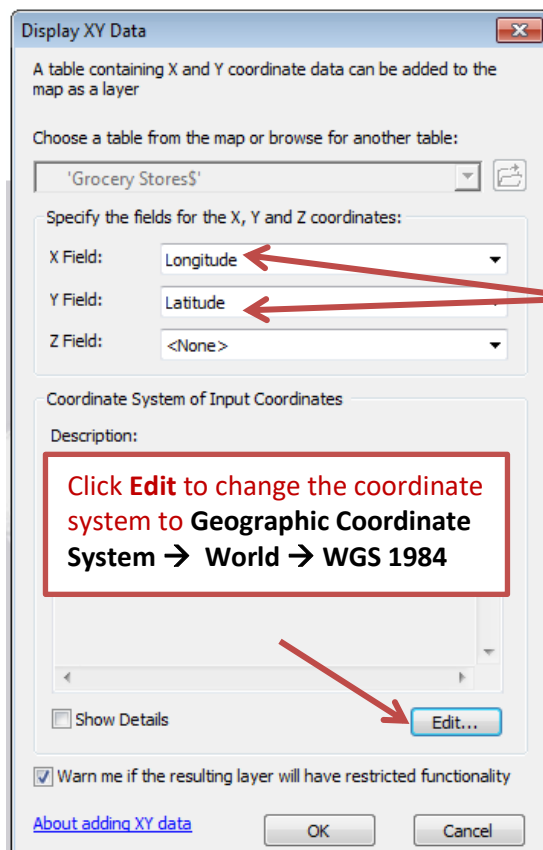 Display XY Data
A table containing X and Y coordinate data can be added to the
map as a layer
Choose a table from the map or browse for another table:
'Grocery Stores$'
Specify the fields for the X, Y and Z coordinates:
X Field:
Longitude
Y Field:
Latitude
Z Field:
<None>
Coordinate System of Input Coordinates
Description:
Click Edit to change the coordinate
system to Geographic Coordinate
System → World → WGS 1984
Show Details
Edit...
Warn me if the resulting layer will have restricted functionality
About adding XY data
OK
Cancel